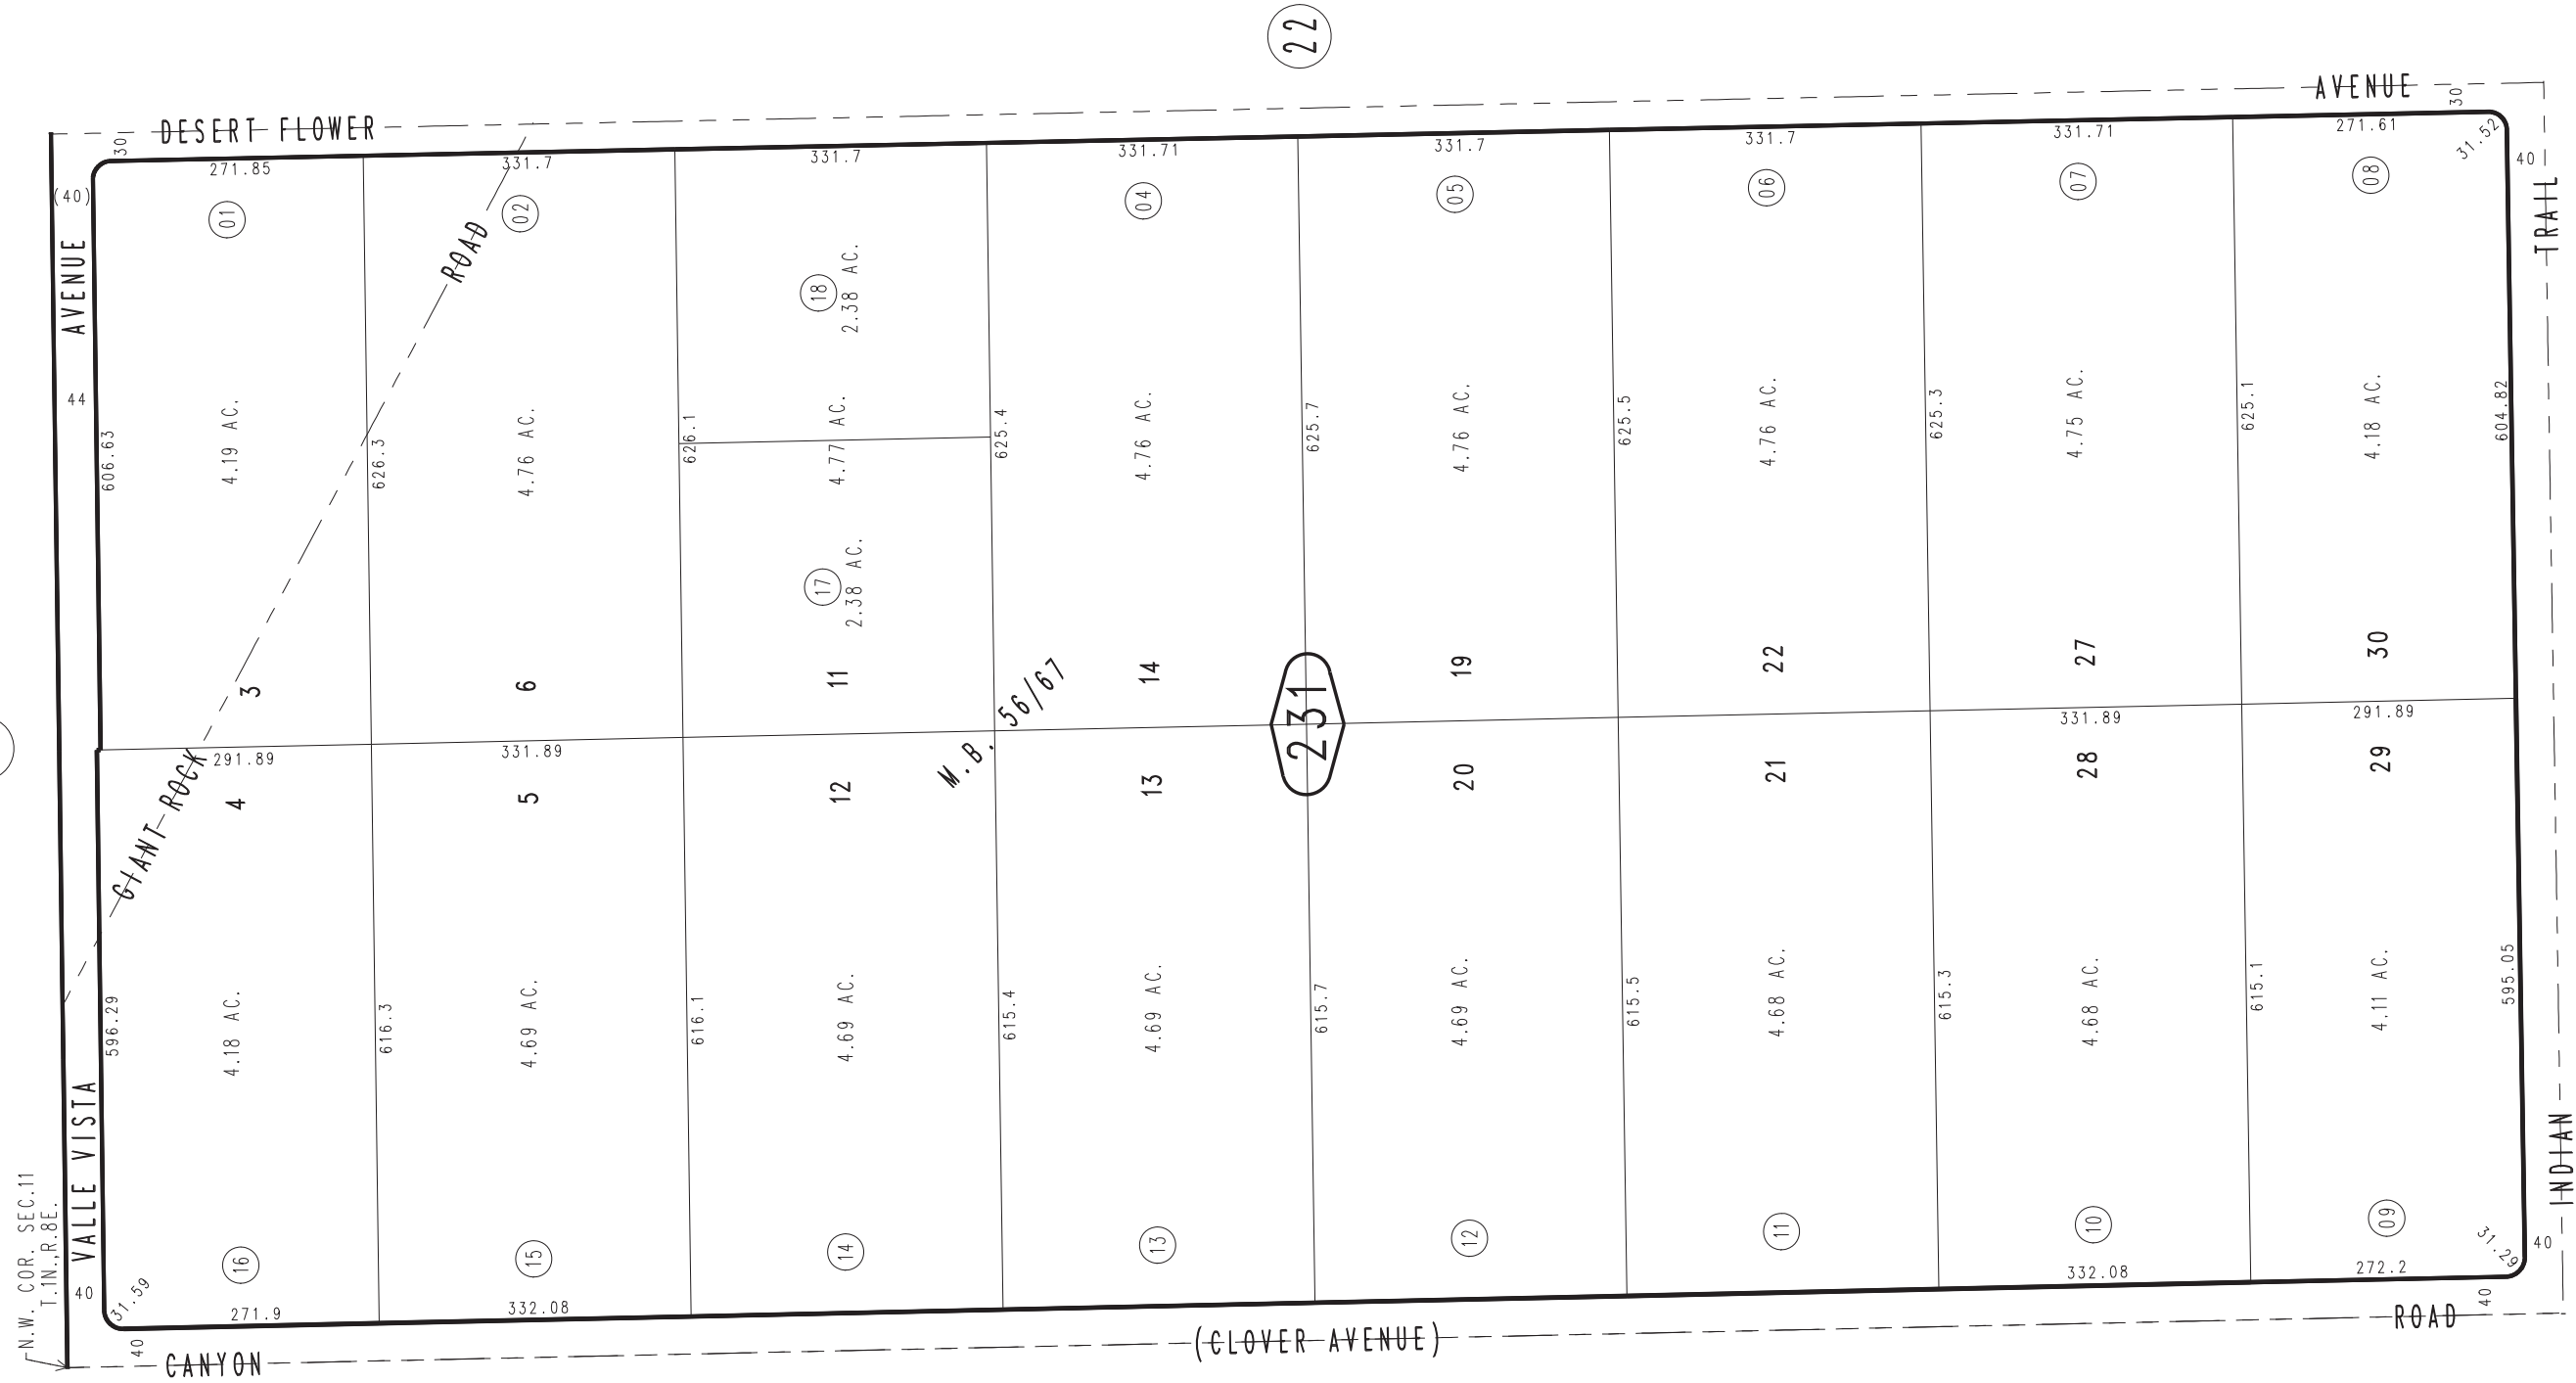 22
DESERT FLOWER
AVENUE
30
30
271.85
331.7
331.7
331.71
331.7
331.7
331.71
271.61
31.52
(40)
40
01
02
04
05
06
07
08
AVENUE
ROAD
TRAIL
18
2.38 AC.
44
606.63
4.19 AC.
626.3
4.76 AC.
626.1
4.77 AC.
625.4
4.76 AC.
625.7
4.76 AC.
625.5
4.76 AC.
625.3
4.75 AC.
625.1
4.18 AC.
604.82
17
2.38 AC.
3
6
11
14
19
22
27
30
M.B. 56/67
231
291.89
331.89
331.89
291.89
GIANT ROCK
4
5
12
13
20
21
28
29
596.29
4.18 AC.
616.3
4.69 AC.
616.1
4.69 AC.
615.4
4.69 AC.
615.7
4.69 AC.
615.5
4.68 AC.
615.3
4.68 AC.
615.1
4.11 AC.
595.05
VALLE VISTA
INDIAN
N.W. COR. SEC.11
T.1N.,R.8E.
16
15
14
13
12
11
10
09
40
31.59
271.9
332.08
332.08
272.2
31.29
40
40
40
CANYON
(CLOVER AVENUE)
ROAD